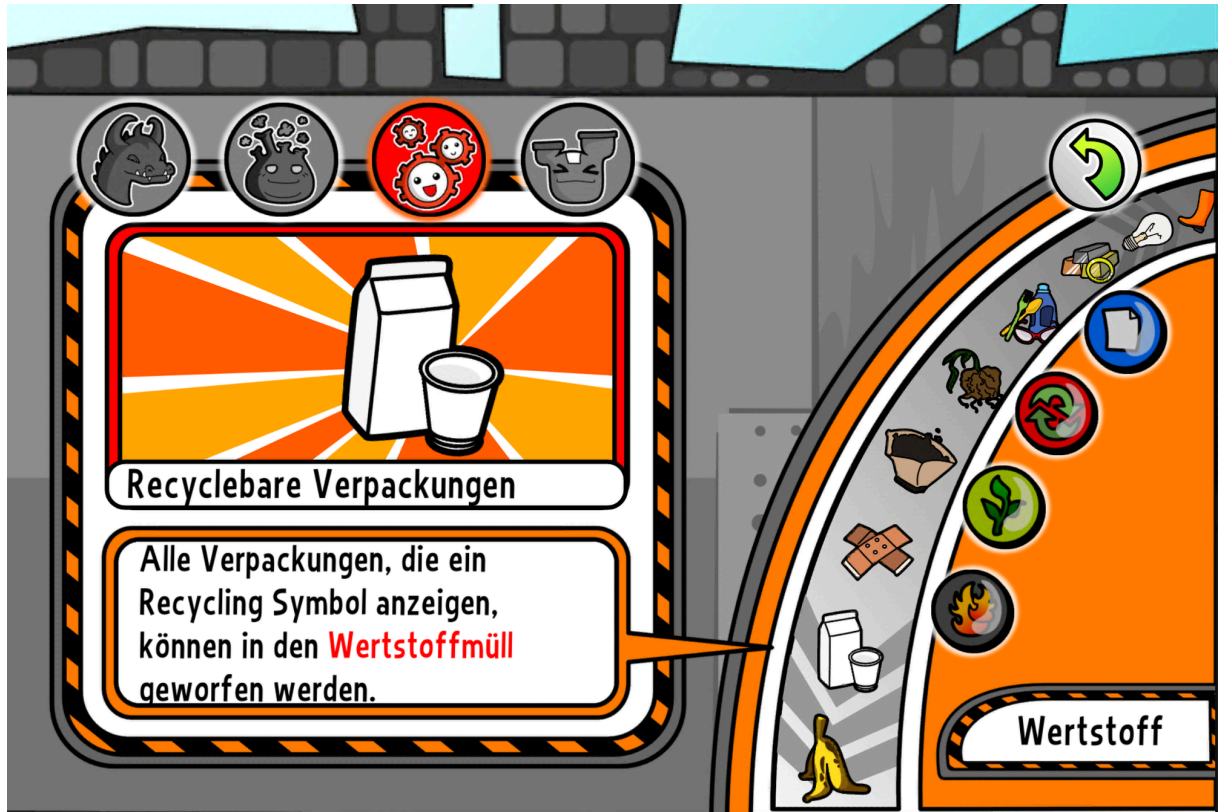 Recyclebare Verpackungen
Alle Verpackungen, die ein
Recycling Symbol anzeigen,
können in den Wertstoffmüll
geworfen werden.
Wertstoff